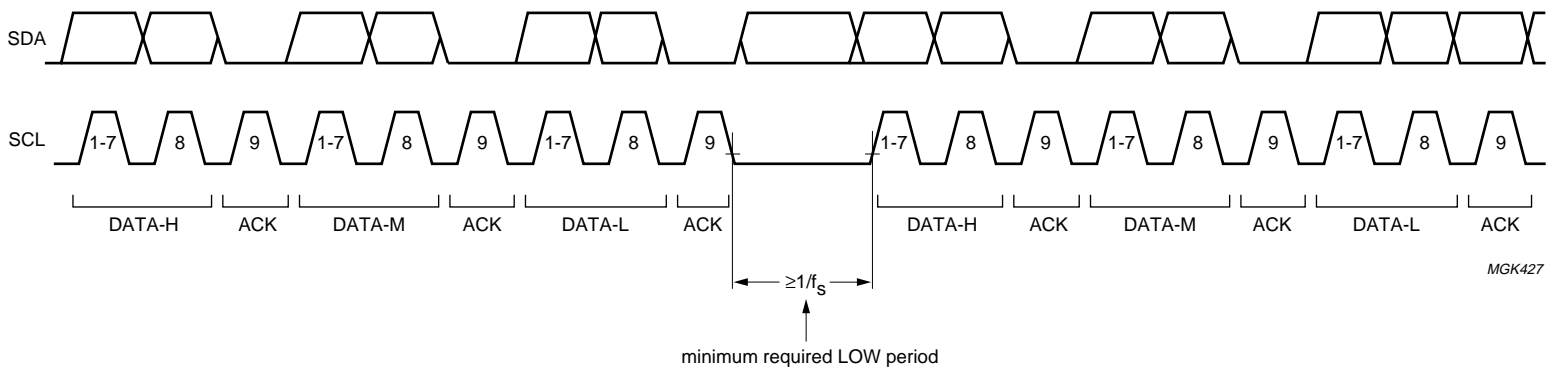 SDA
SCL 1-7 8 9 1-7 8 9 1-7 8 9 1-7 8 9 1-7 8 9 1-7 8 9
DATA-H ACK DATA-M ACK DATA-L ACK DATA-H ACK DATA-M ACK DATA-L ACK
MGK427
≥1/fs
minimum required LOW period